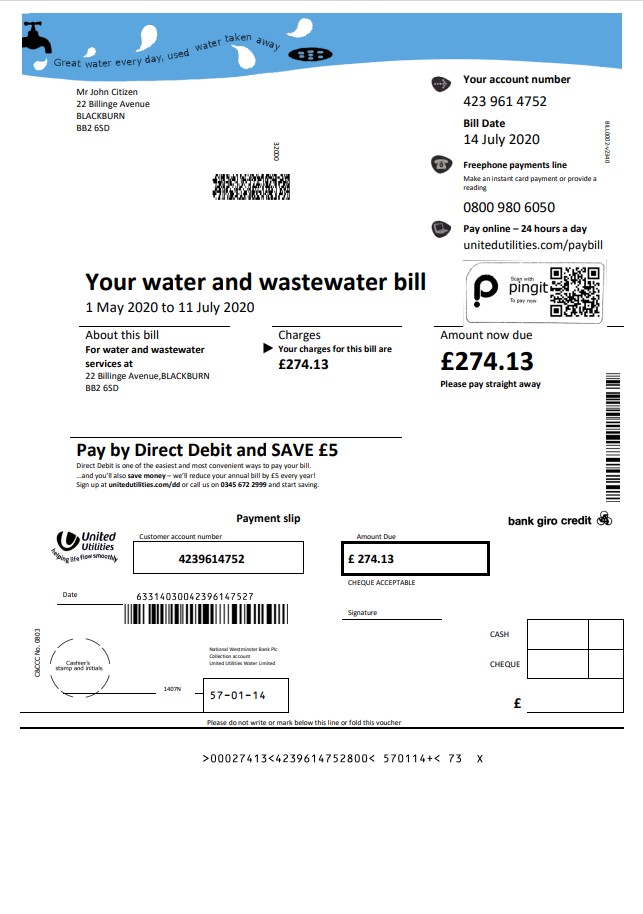 Great water every day, used water taken away
Mr John Citizen
22 Billinge Avenue
BLACKBURN
BB2 6SD
Your account number
423 961 4752
Bill Date
14 July 2020
32000
Freephone payments line
Make an instant card payment or provide a
reading
0800 980 6050
Pay online – 24 hours a day
unitedutilities.com/paybill
Scan with
pingit
To pay now
Your water and wastewater bill
1 May 2020 to 11 July 2020
About this bill
For water and wastewater
services at
22 Billinge Avenue,BLACKBURN
BB2 6SD
Charges
Your charges for this bill are
£274.13
Amount now due
£274.13
Please pay straight away
Pay by Direct Debit and SAVE £5
Direct Debit is one of the easiest and most convenient ways to pay your bill.
...and you'll also save money – we'll reduce your annual bill by £5 every year!
Sign up at unitedutilities.com/dd or call us on 0345 672 2999 and start saving.
Payment slip
bank giro credit
United
Utilities
helping life flow smoothly
Customer account number
4239614752
Amount Due
£ 274.13
CHEQUE ACCEPTABLE
Date
63314030042396147527
Signature
CASH
CHEQUE
£
C&CCC No. 0803
Cashier's
stamp and initials
National Westminster Bank Plc
Collection account
United Utilities Water Limited
1407N
57-01-14
Please do not write or mark below this line or fold this voucher
>00027413<4239614752800< 570114+< 73 X